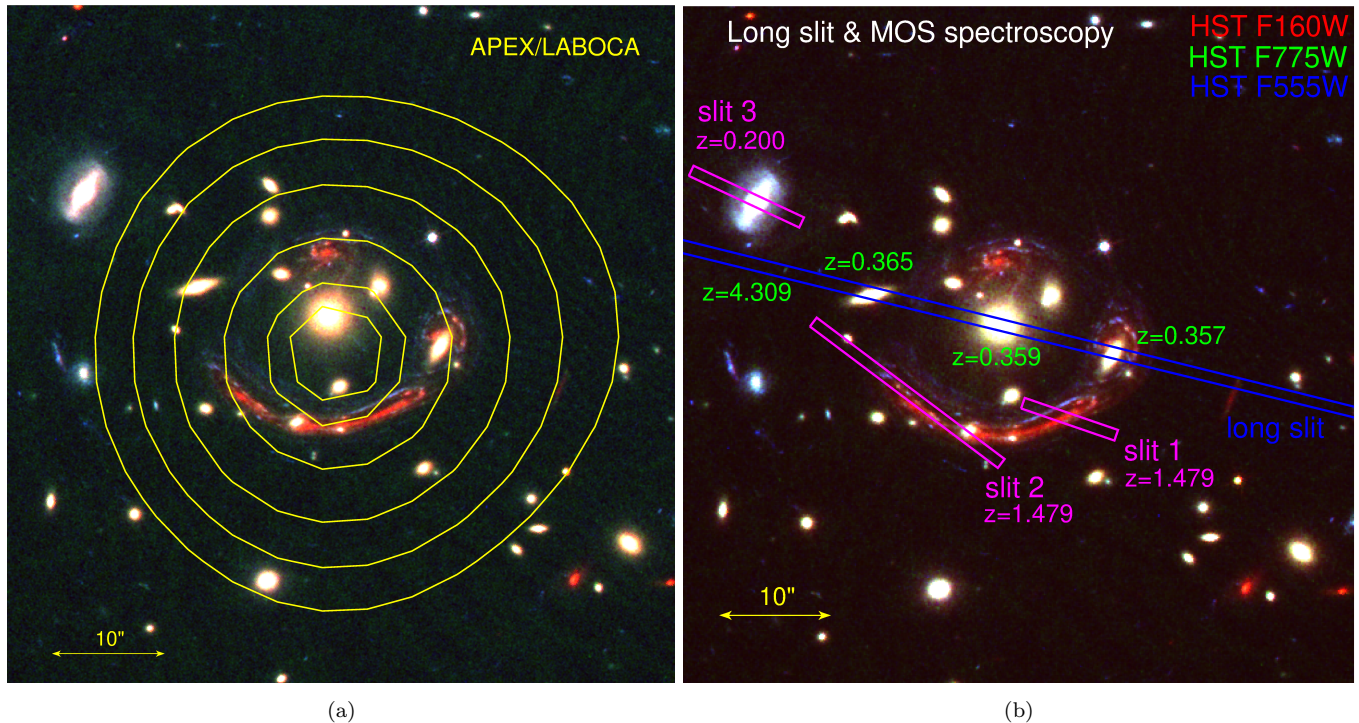 APEX/LABOCA
10"
(a)
Long slit & MOS spectroscopy
HST F160W
HST F775W
HST F555W
slit 3
z=0.200
z=0.365
z=4.309
z=0.357
z=0.359
long slit
slit 1
z=1.479
slit 2
z=1.479
10"
(b)